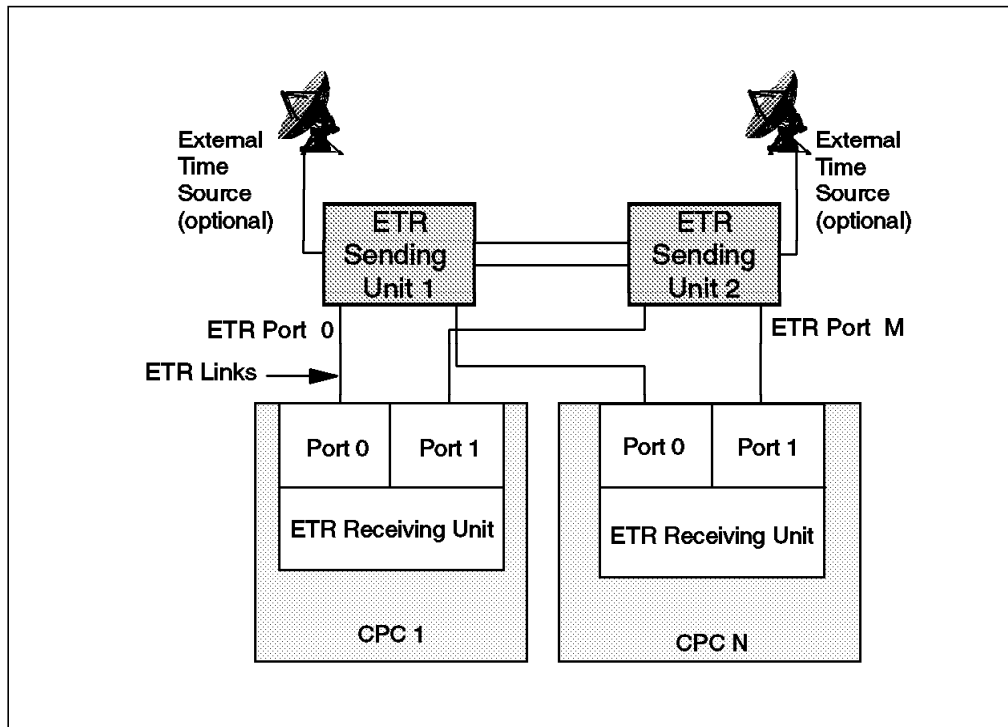 External
Time
Source
(optional)
External
Time
Source
(optional)
ETR
Sending
Unit 1
ETR
Sending
Unit 2
ETR Port 0
ETR Port M
ETR Links
Port 0
Port 1
ETR Receiving Unit
CPC 1
Port 0
Port 1
ETR Receiving Unit
CPC N